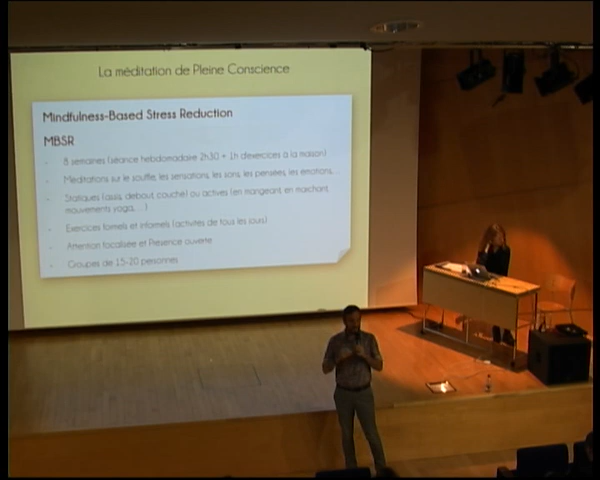 La méditation de Pleine Conscience
Mindfulness-Based Stress Reduction
MBSR
- 8 semaines (séance hebdomadaire 2h30 + 1h d'exercices à la maison)
- Méditations sur le souffle, les sensations, les sons, les pensées, les émotions...
- Statiques (assis, debout, couché) ou actives (en mangeant, en marchant,
mouvements yoga, ... )
- Exercices formels et informels (activités de tous les jours)
- Attention focalisée et Présence ouverte
- Groupes de 15-20 personnes